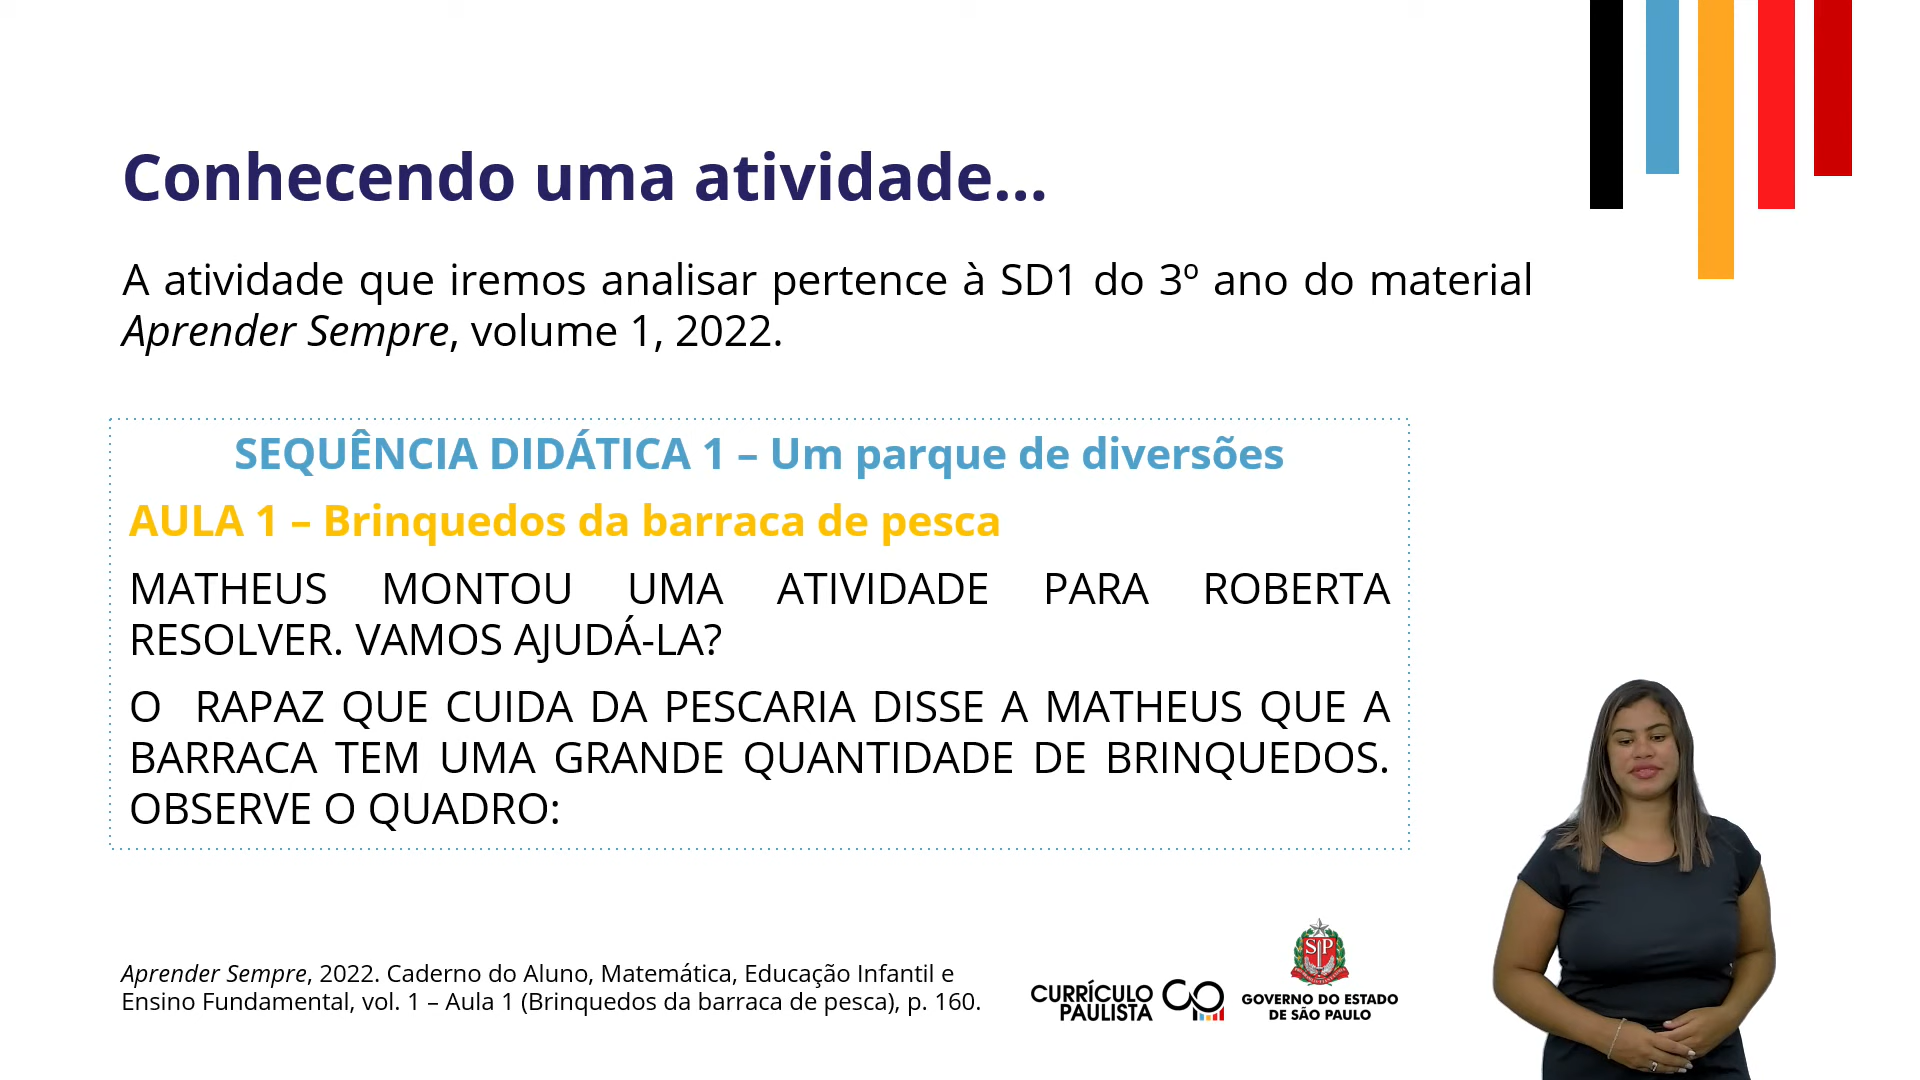 Conhecendo uma atividade...
A atividade que iremos analisar pertence à SD1 do 3º ano do material
Aprender Sempre, volume 1, 2022.
SEQUÊNCIA DIDÁTICA 1 – Um parque de diversões
AULA 1 – Brinquedos da barraca de pesca
MATHEUS MONTOU UMA ATIVIDADE PARA ROBERTA
RESOLVER. VAMOS AJUDÁ-LA?
O RAPAZ QUE CUIDA DA PESCARIA DISSE A MATHEUS QUE A
BARRACA TEM UMA GRANDE QUANTIDADE DE BRINQUEDOS.
OBSERVE O QUADRO:
Aprender Sempre, 2022. Caderno do Aluno, Matemática, Educação Infantil e
Ensino Fundamental, vol. 1 – Aula 1 (Brinquedos da barraca de pesca), p. 160.
CURRÍCULO
PAULISTA
SP
GOVERNO DO ESTADO
DE SÃO PAULO